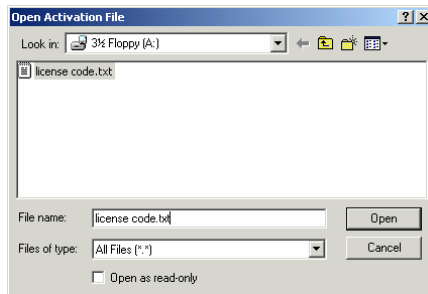 Open Activation File
Look in: 3½ Floppy (A:)
license code.txt
File name: license code.txt Open
Files of type: All Files (*.*) Cancel
Open as read-only